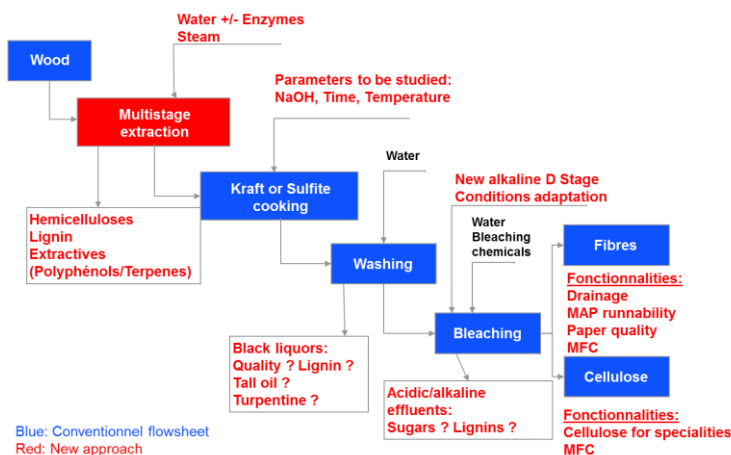 Water +/- Enzymes
Steam
Wood
Parameters to be studied:
NaOH, Time, Temperature
Multistage
extraction
Water
Kraft or Sulfite
cooking
New alkaline D Stage
Conditions adaptation
Hemicelluloses
Lignin
Extractives
(Polyphénols/Terpenes)
Water
Bleaching
chemicals
Fibres
Washing
Fonctionnalities:
Drainage
MAP runnability
Paper quality
MFC
Bleaching
Black liquors:
Quality ? Lignin ?
Tall oil ?
Turpentine ?
Cellulose
Acidic/alkaline
effluents:
Sugars ? Lignins ?
Fonctionnalities:
Cellulose for specialities
MFC
Blue: Conventionnel flowsheet
Red: New approach